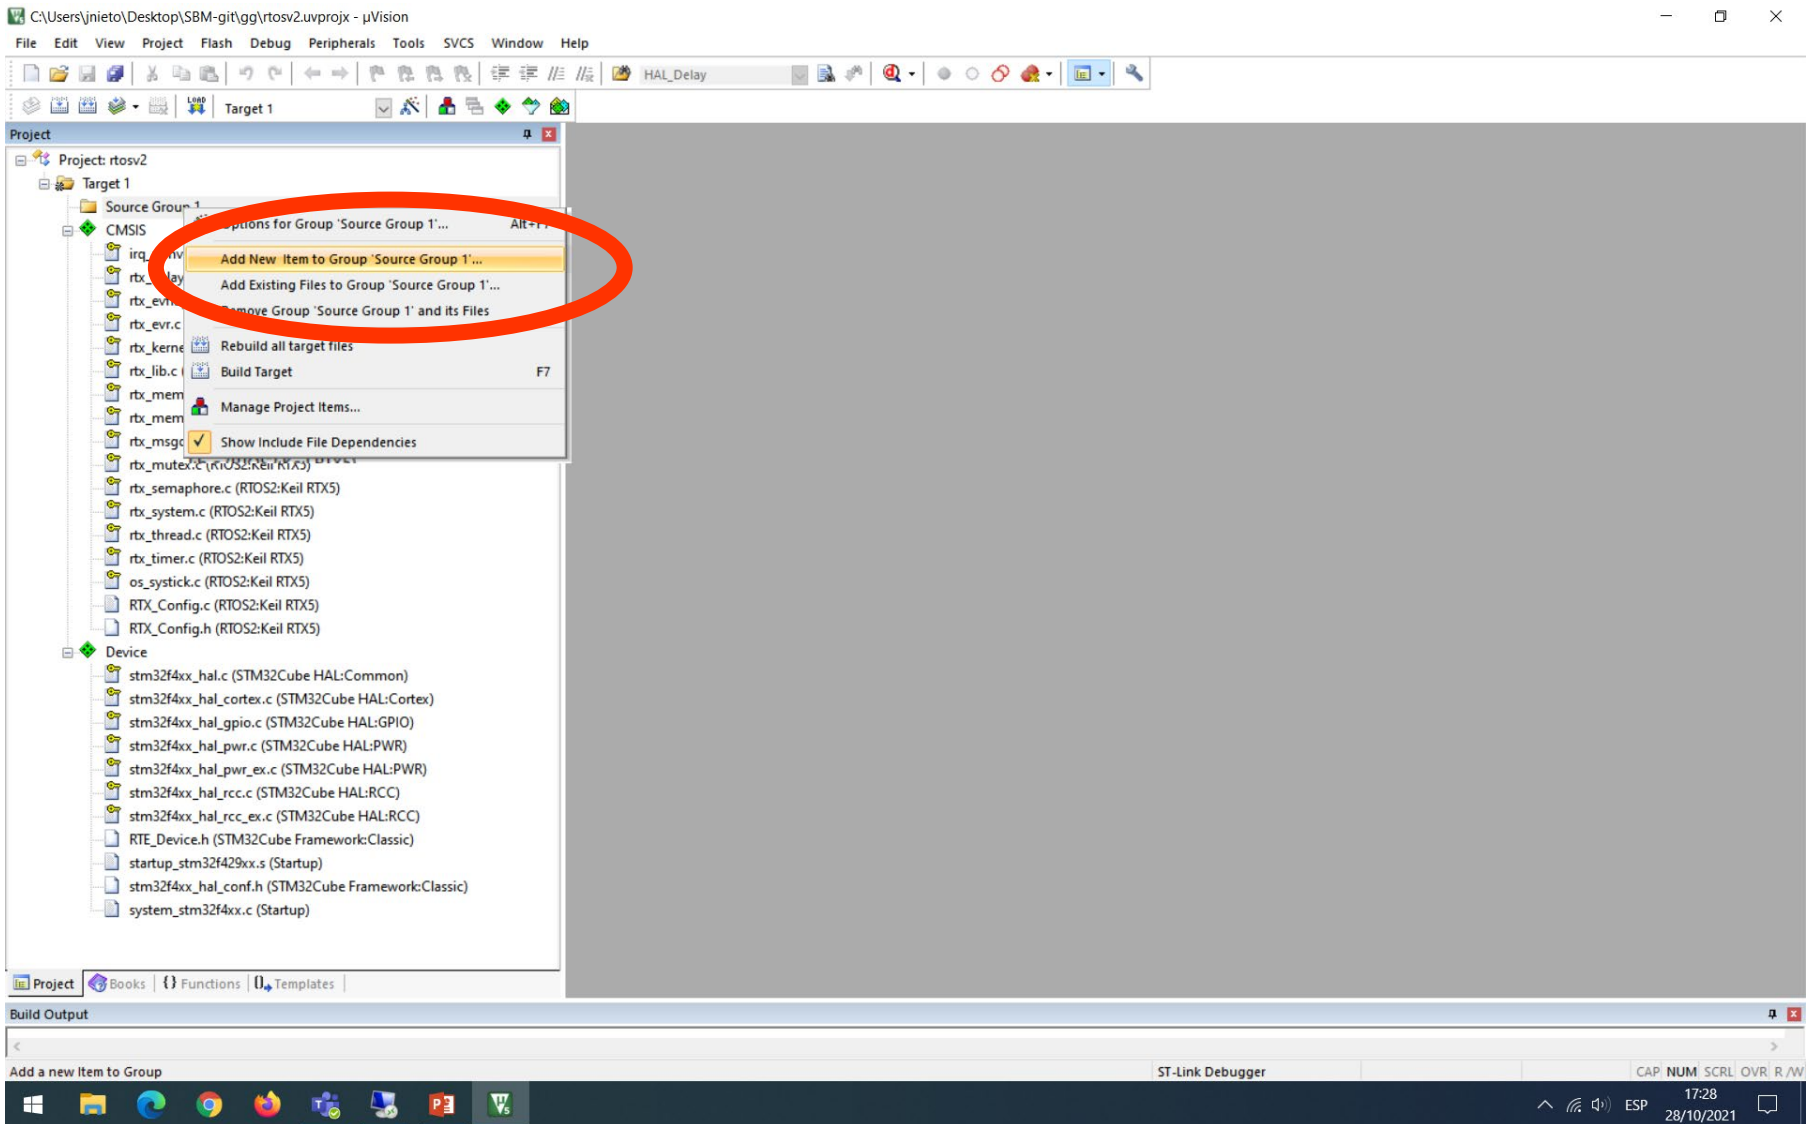 C:\Users\jnieto\Desktop\SBM-git\gg\rtosv2.uvprojx - µVision
File Edit View Project Flash Debug Peripherals Tools SVCS Window Help
HAL_Delay
LOAD Target 1
Project
Project: rtosv2
Target 1
Source Group 1
Options for Group 'Source Group 1'... Alt+F7
CMSIS
Add New Item to Group 'Source Group 1'...
Add Existing Files to Group 'Source Group 1'...
rtx_evr.c
Remove Group 'Source Group 1' and its Files
Rebuild all target files
rtx_lib.c
Build Target F7
Manage Project Items...
Show Include File Dependencies
rtx_mutex.c (RTOS2:Keil RTX5)
rtx_semaphore.c (RTOS2:Keil RTX5)
rtx_system.c (RTOS2:Keil RTX5)
rtx_thread.c (RTOS2:Keil RTX5)
rtx_timer.c (RTOS2:Keil RTX5)
os_systick.c (RTOS2:Keil RTX5)
RTX_Config.c (RTOS2:Keil RTX5)
RTX_Config.h (RTOS2:Keil RTX5)
Device
stm32f4xx_hal.c (STM32Cube HAL:Common)
stm32f4xx_hal_cortex.c (STM32Cube HAL:Cortex)
stm32f4xx_hal_gpio.c (STM32Cube HAL:GPIO)
stm32f4xx_hal_pwr.c (STM32Cube HAL:PWR)
stm32f4xx_hal_pwr_ex.c (STM32Cube HAL:PWR)
stm32f4xx_hal_rcc.c (STM32Cube HAL:RCC)
stm32f4xx_hal_rcc_ex.c (STM32Cube HAL:RCC)
RTE_Device.h (STM32Cube Framework:Classic)
startup_stm32f429xx.s (Startup)
stm32f4xx_hal_conf.h (STM32Cube Framework:Classic)
system_stm32f4xx.c (Startup)
Project Books {} Functions Templates
Build Output
Add a new Item to Group ST-Link Debugger CAP NUM SCRL OVR R/W
ESP 17:28
28/10/2021